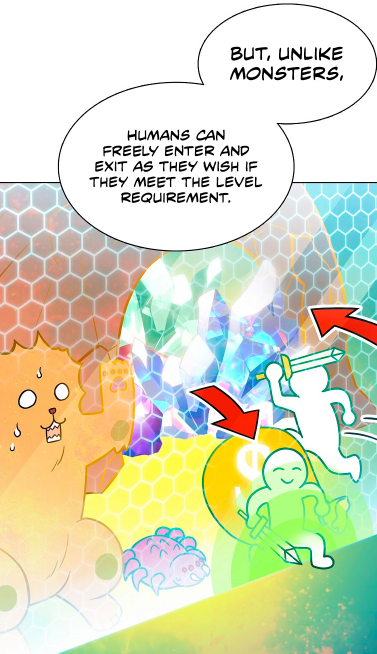 BUT, UNLIKE
MONSTERS,
HUMANS CAN
FREELY ENTER AND
EXIT AS THEY WISH IF
THEY MEET THE LEVEL
REQUIREMENT.